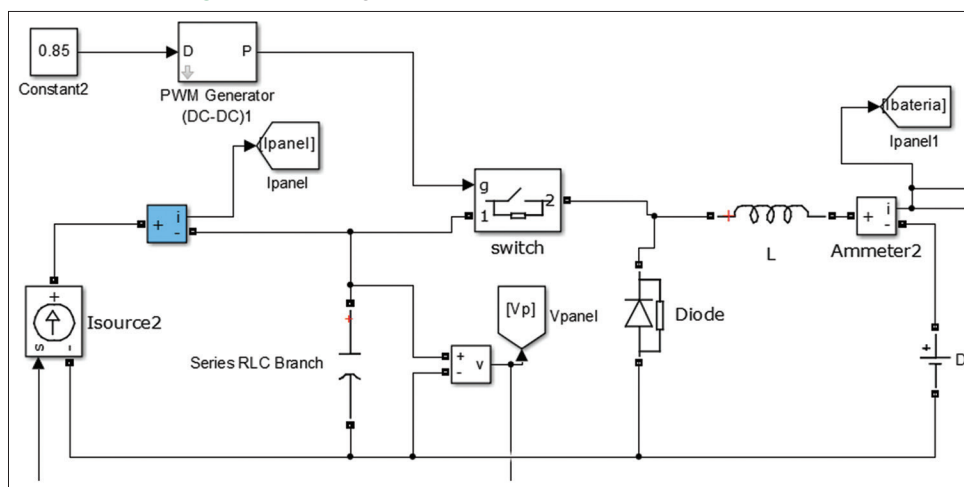 0.85
Constant2
D P
PWM Generator
(DC-DC)1
[Ipanel]
Ipanel
[Ibateria]
Ipanel1
g
1 2
switch
+ i
-
+ i
-
L
Ammeter2
+
s -
Isource2
+
Series RLC Branch
[Vp]
Vpanel
+
- v
Diode
+
D